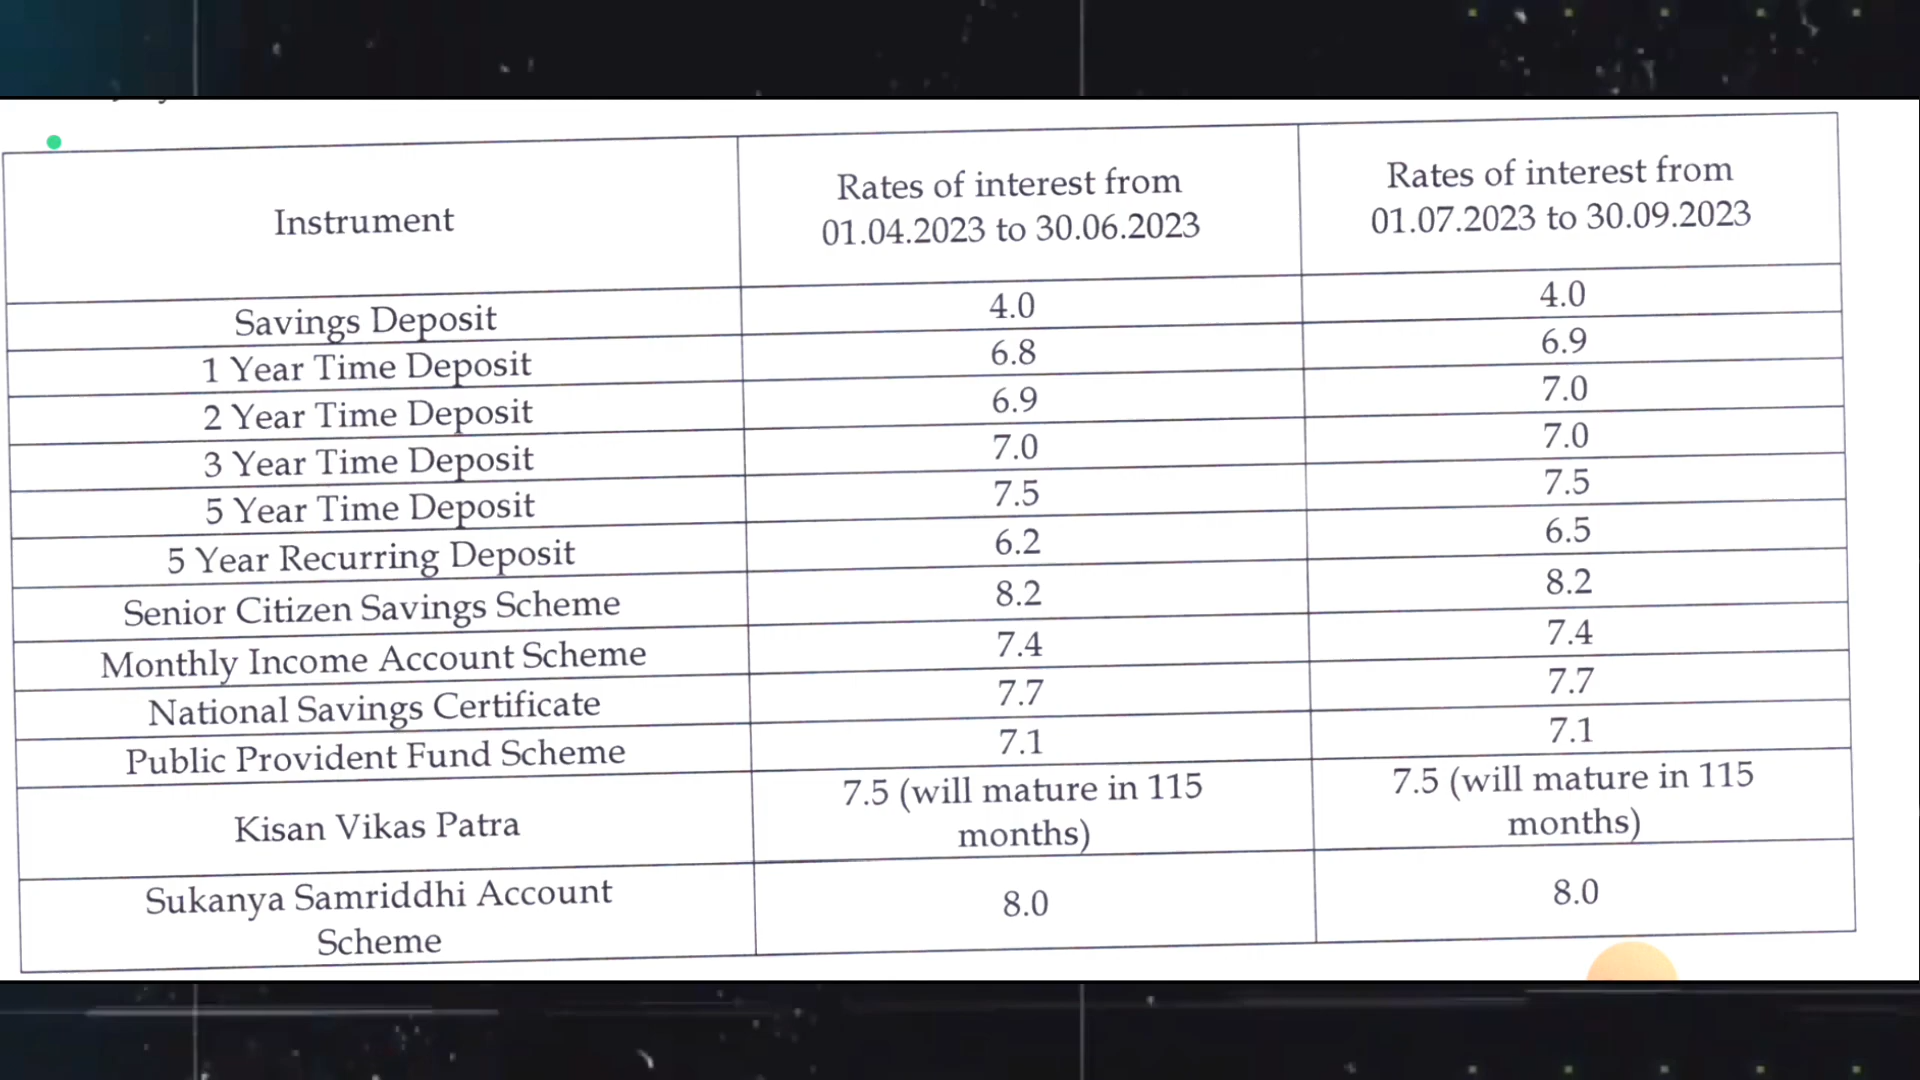 Instrument
Rates of interest from
01.04.2023 to 30.06.2023
Rates of interest from
01.07.2023 to 30.09.2023
Savings Deposit
4.0
4.0
1 Year Time Deposit
6.8
6.9
2 Year Time Deposit
6.9
7.0
3 Year Time Deposit
7.0
7.0
5 Year Time Deposit
7.5
7.5
5 Year Recurring Deposit
6.2
6.5
Senior Citizen Savings Scheme
8.2
8.2
Monthly Income Account Scheme
7.4
7.4
National Savings Certificate
7.7
7.7
Public Provident Fund Scheme
7.1
7.1
Kisan Vikas Patra
7.5 (will mature in 115
months)
7.5 (will mature in 115
months)
Sukanya Samriddhi Account
Scheme
8.0
8.0